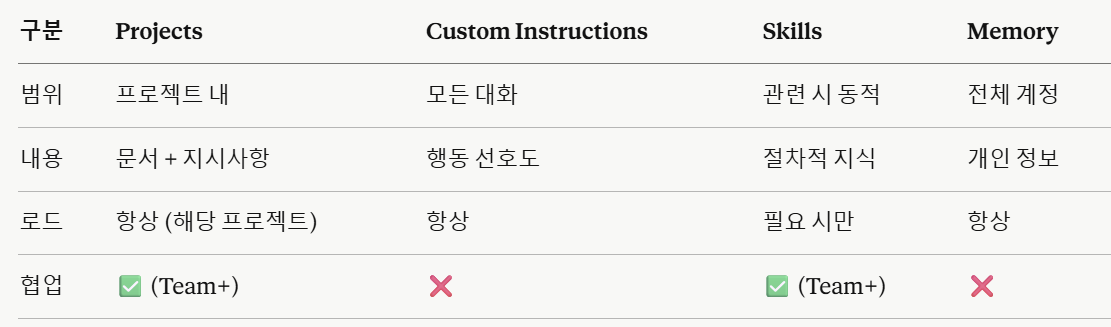 구분 Projects Custom Instructions Skills Memory
범위 프로젝트 내 모든 대화 관련 시 동적 전체 계정
내용 문서 + 지시사항 행동 선호도 절차적 지식 개인 정보
로드 항상 (해당 프로젝트) 항상 필요 시만 항상
협업 ✅ (Team+) ❌ ✅ (Team+) ❌